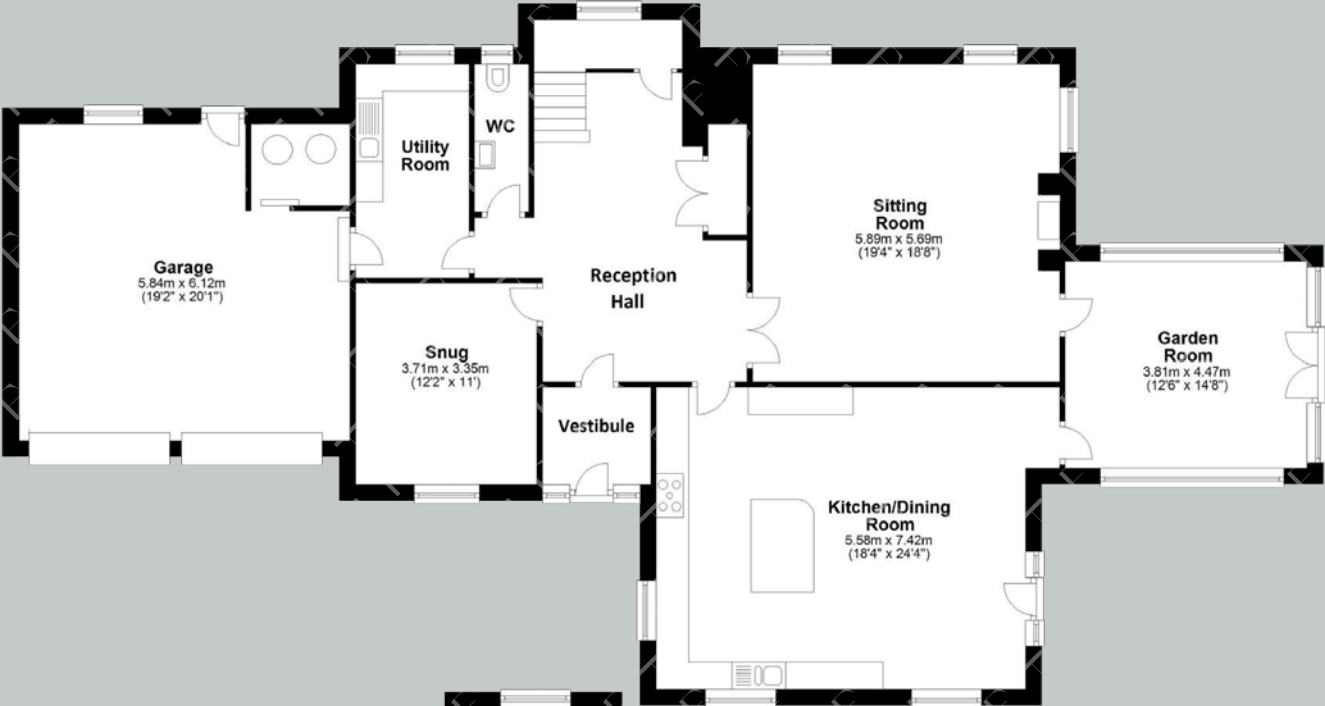 WC
Utility
Room
Sitting
Room
5.89m x 5.69m
(19'4" x 18'8")
Garage
5.84m x 6.12m
(19'2" x 20'1")
Reception
Hall
Snug
3.71m x 3.35m
(12'2" x 11')
Garden
Room
3.81m x 4.47m
(12'6" x 14'8")
Vestibule
Kitchen/Dining
Room
5.58m x 7.42m
(18'4" x 24'4")